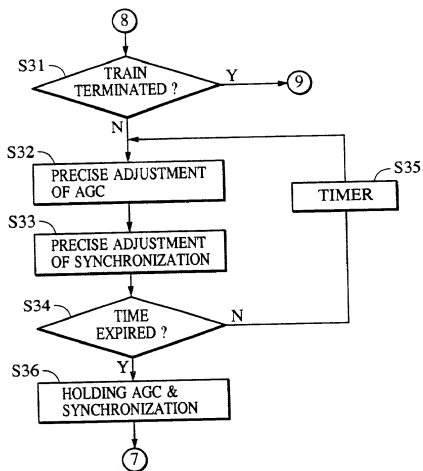 8
S31
TRAIN
TERMINATED ?
Y
9
N
S32
PRECISE ADJUSTMENT
OF AGC
S35
TIMER
S33
PRECISE ADJUSTMENT
OF SYNCHRONIZATION
S34
TIME
EXPIRED ?
N
Y
S36
HOLDING AGC &
SYNCHRONIZATION
7